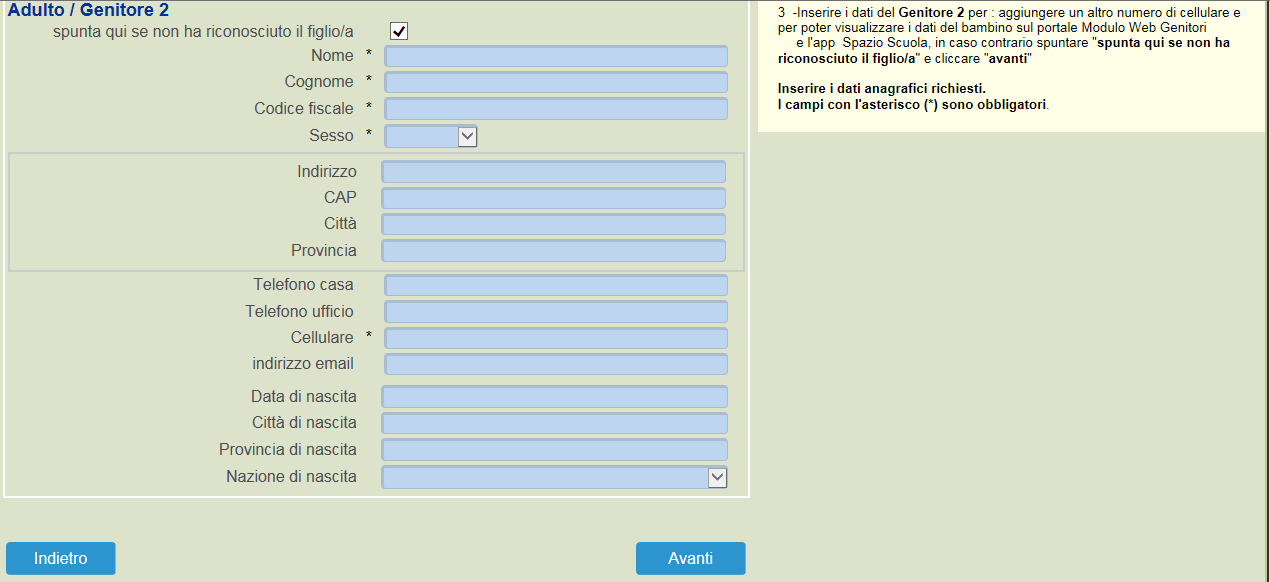 Adulto / Genitore 2
spunta qui se non ha riconosciuto il figlio/a
Nome *
Cognome *
Codice fiscale *
Sesso *
Indirizzo
CAP
Città
Provincia
Telefono casa
Telefono ufficio
Cellulare *
indirizzo email
Data di nascita
Città di nascita
Provincia di nascita
Nazione di nascita
Indietro
Avanti
3 -Inserire i dati del Genitore 2 per : aggiungere un altro numero di cellulare e
per poter visualizzare i dati del bambino sul portale Modulo Web Genitori
e l'app Spazio Scuola, in caso contrario spuntare "spunta qui se non ha
riconosciuto il figlio/a" e cliccare "avanti"
Inserire i dati anagrafici richiesti.
I campi con l'asterisco (*) sono obbligatori.